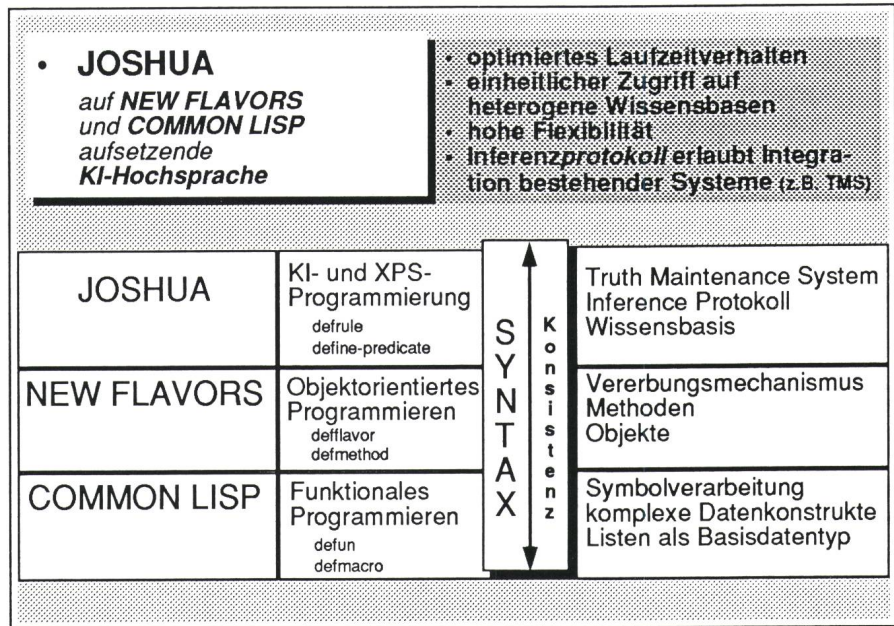 • JOSHUA
auf NEW FLAVORS
und COMMON LISP
aufsetzende
KI-Hochsprache
• optimiertes Laufzeitverhalten
• einheitlicher Zugriff auf
heterogene Wissensbasen
• hohe Flexibilität
• Inferenzprotokoll erlaubt Integra-
tion bestehender Systeme (z.B. TMS)
JOSHUA
KI- und XPS-
Programmierung
defrule
define-predicate
NEW FLAVORS
Objektorientiertes
Programmieren
defflavor
defmethod
COMMON LISP
Funktionales
Programmieren
defun
defmacro
SYNTAX
Konsistenz
Truth Maintenance System
Inference Protokoll
Wissensbasis
Vererbungsmechanismus
Methoden
Objekte
Symbolverarbeitung
komplexe Datenkonstrukte
Listen als Basisdatentyp